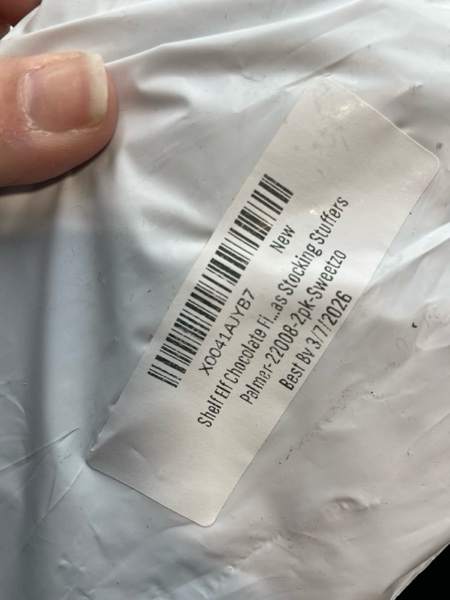 X0041AJYB7 New
Shelf Elf Chocolate Fi...as Stocking Stuffers
Palmer-22008-2pk-Sweetzo
Best By 3/7/2026